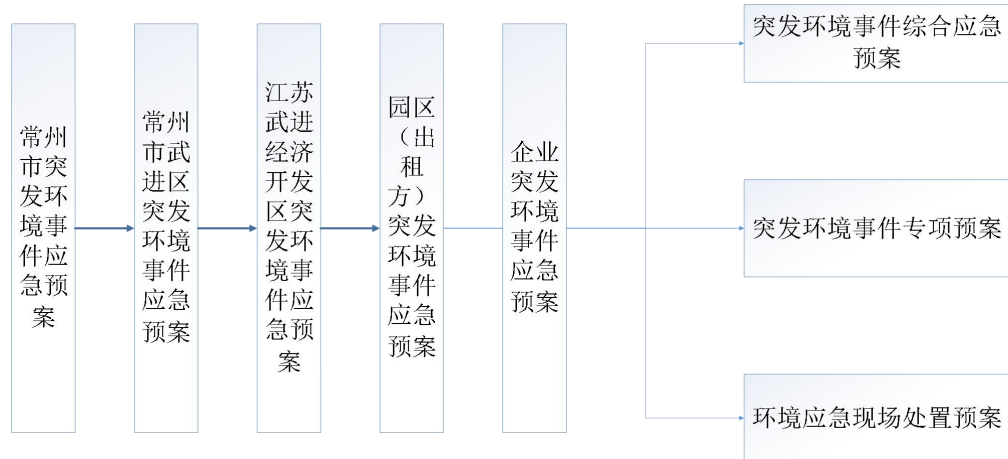 常州
市突
发环
境事
件应
急预
案
常州
市武
进区
突发
环境
事件
应急
预案
江苏
武进
经济
开发
区突
发环
境事
件应
急预
案
园区
（出
租
方）
突发
环境
事件
应急
预案
企业
突发
环境
事件
应急
预案
突发环境事件综合应急
预案
突发环境事件专项预案
环境应急现场处置预案